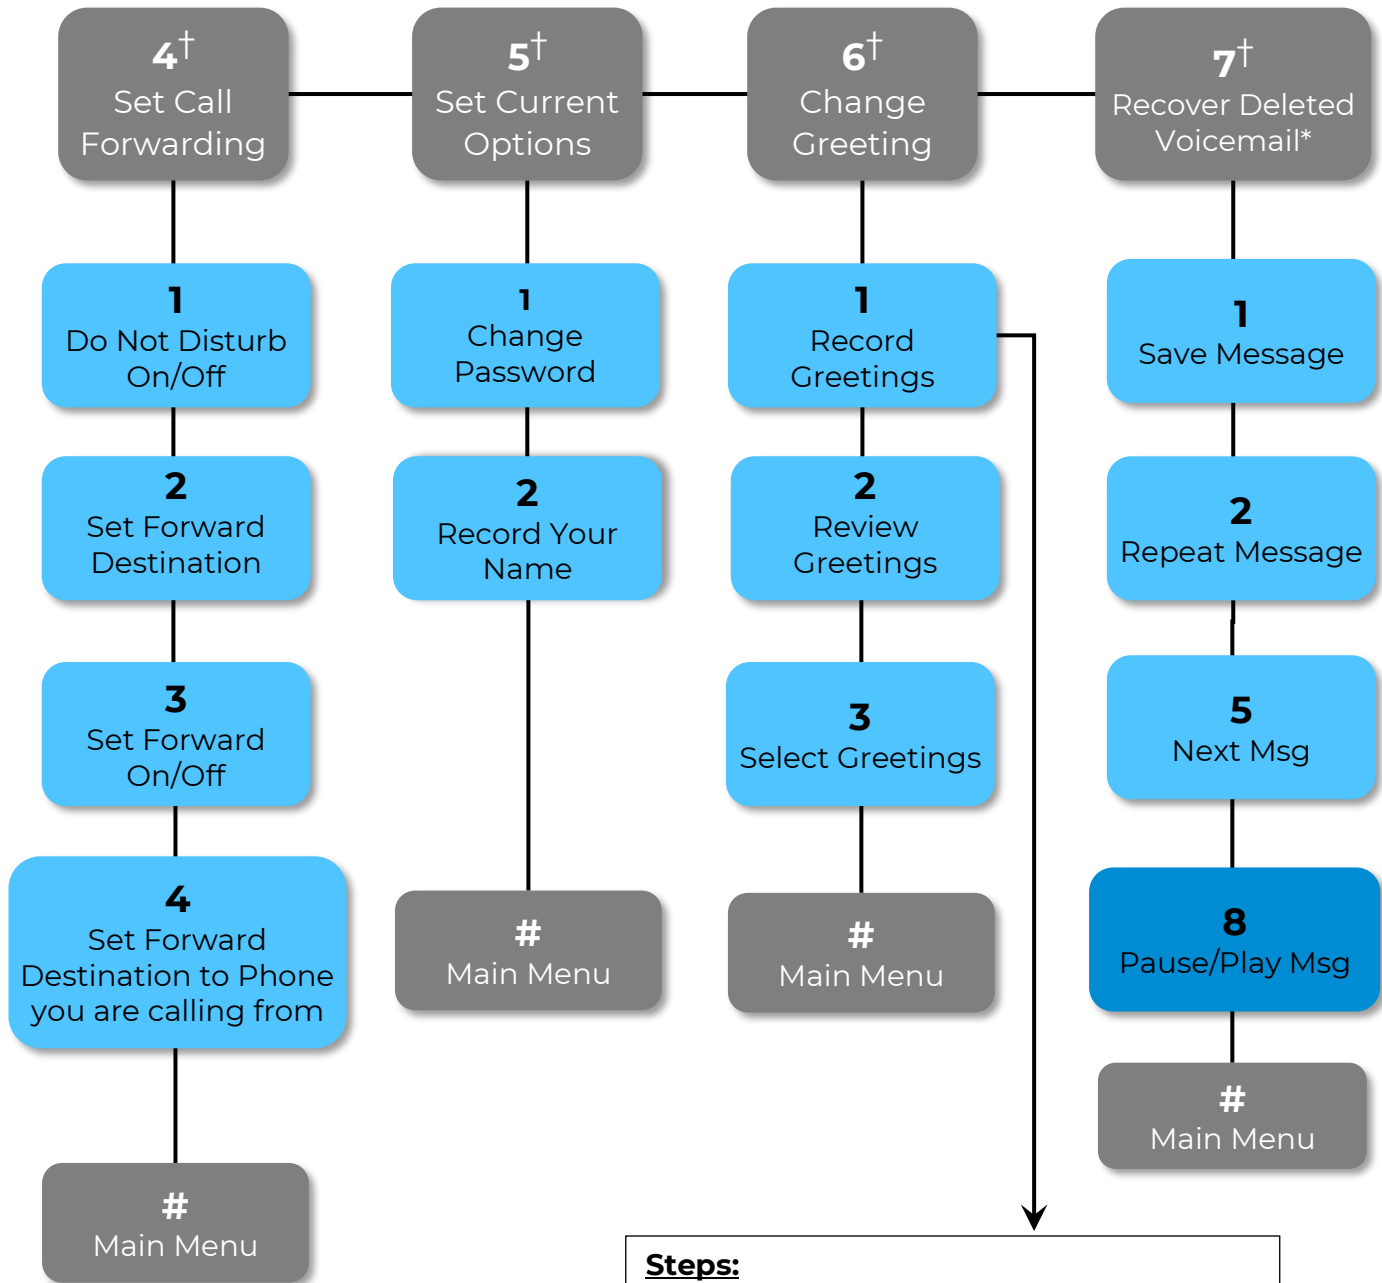 4†
Set Call
Forwarding
1
Do Not Disturb
On/Off
2
Set Forward
Destination
3
Set Forward
On/Off
4
Set Forward
Destination to Phone
you are calling from
#
Main Menu
5†
Set Current
Options
1
Change
Password
2
Record Your
Name
#
Main Menu
6†
Change
Greeting
1
Record
Greetings
2
Review
Greetings
3
Select Greetings
#
Main Menu
7†
Recover Deleted
Voicemail*
1
Save Message
2
Repeat Message
5
Next Msg
8
Pause/Play Msg
#
Main Menu
Steps: